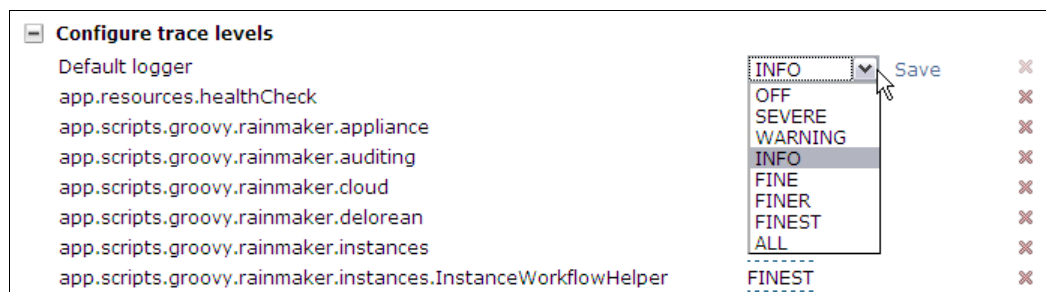 Configure trace levels
Default logger INFO Save
app.resources.healthCheck OFF
app.scripts.groovy.rainmaker.appliance SEVERE
WARNING
app.scripts.groovy.rainmaker.auditing INFO
app.scripts.groovy.rainmaker.cloud FINE
FINER
app.scripts.groovy.rainmaker.delorean FINEST
app.scripts.groovy.rainmaker.instances ALL
app.scripts.groovy.rainmaker.instances.InstanceWorkflowHelper FINEST